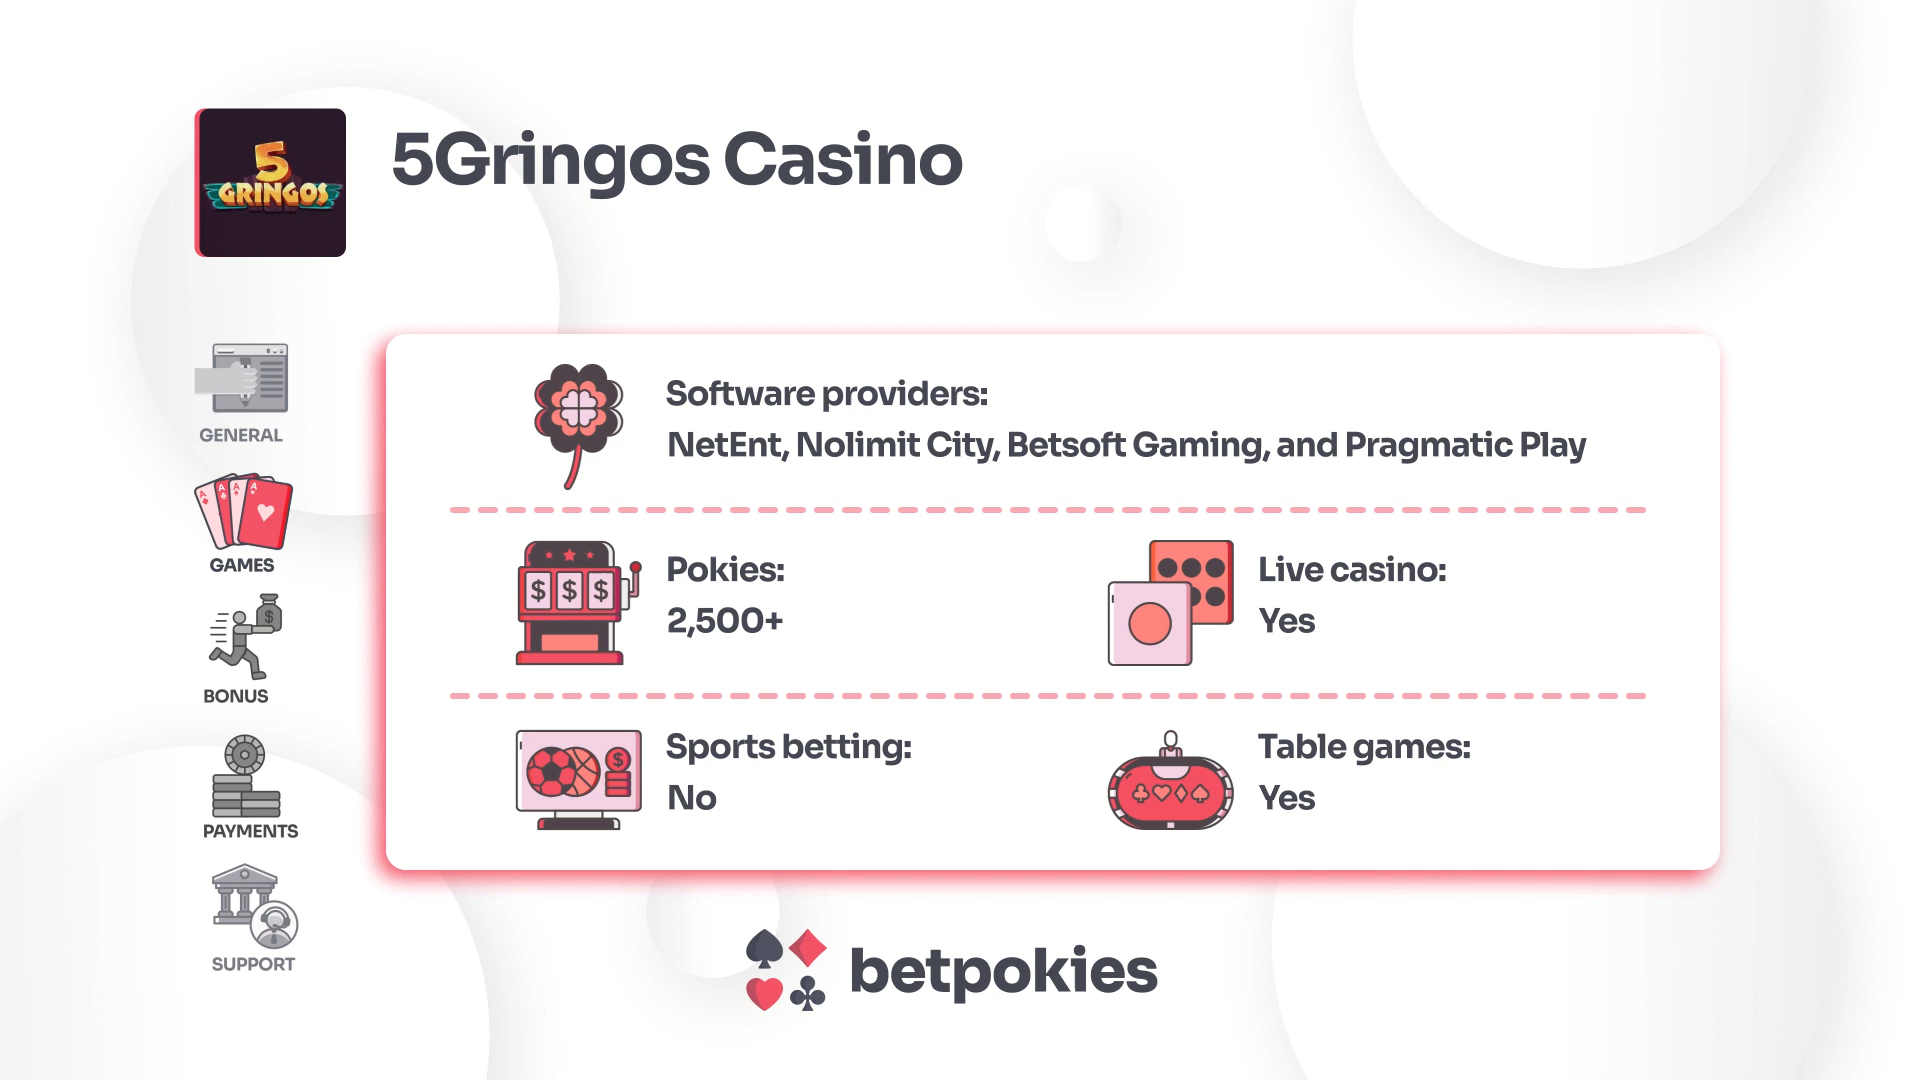 5
GRINGOS
5Gringos Casino
GENERAL
GAMES
BONUS
PAYMENTS
SUPPORT
Software providers:
NetEnt, Nolimit City, Betsoft Gaming, and Pragmatic Play
Pokies:
2,500+
Live casino:
Yes
Sports betting:
No
Table games:
Yes
A A A A
$ $ $
$
$
betpokies